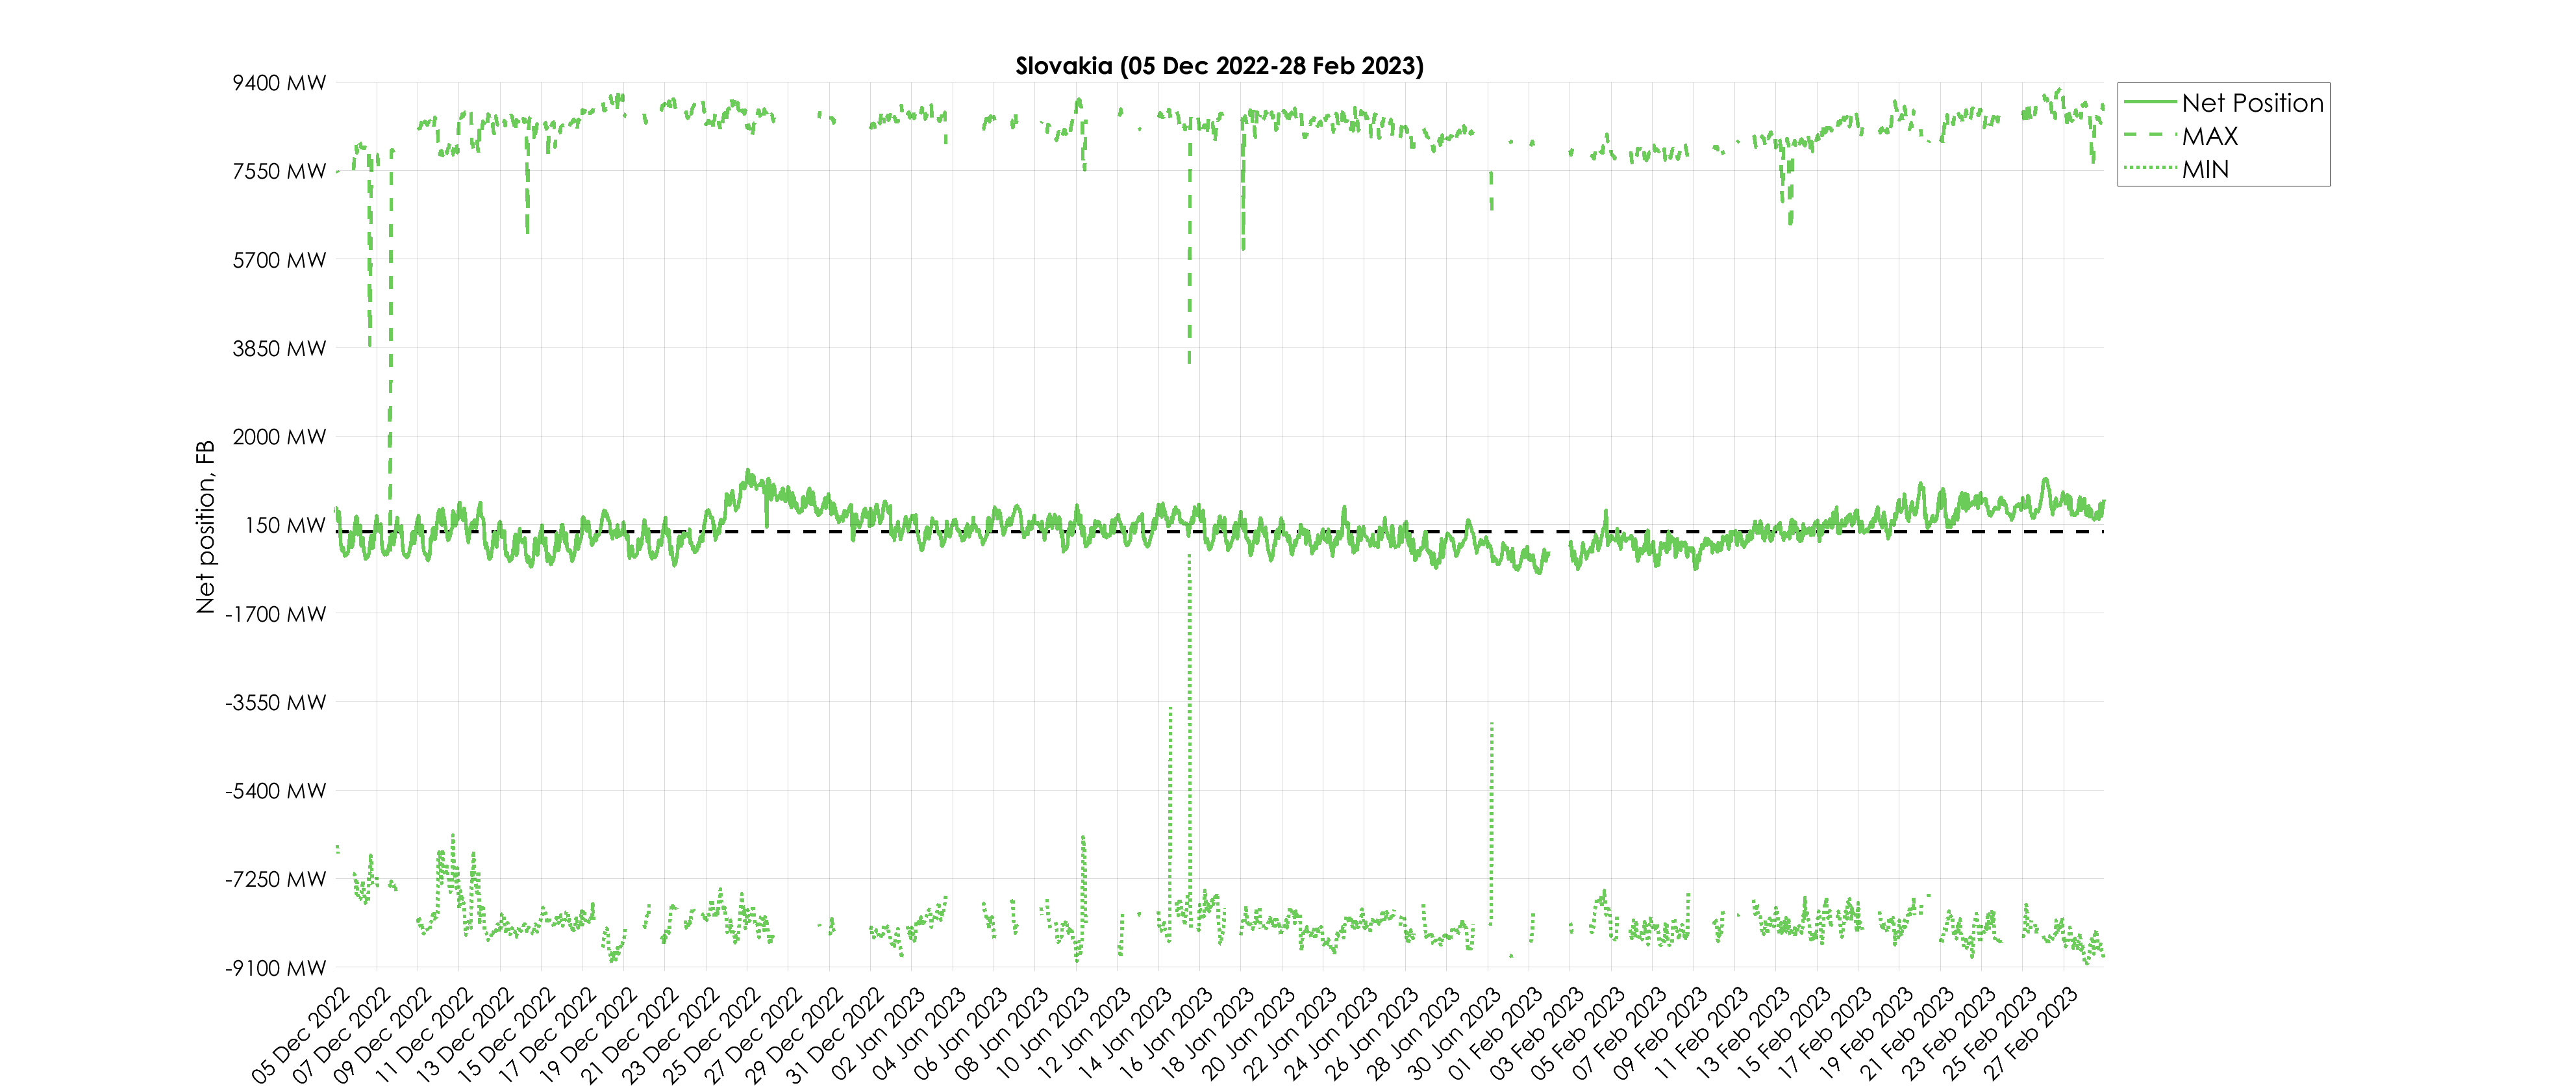 Slovakia (05 Dec 2022-28 Feb 2023)
9400 MW
7550 MW
5700 MW
3850 MW
2000 MW
150 MW
-1700 MW
-3550 MW
-5400 MW
-7250 MW
-9100 MW
Net position, FB
Net Position
MAX
MIN
05 Dec 2022
07 Dec 2022
09 Dec 2022
11 Dec 2022
13 Dec 2022
15 Dec 2022
17 Dec 2022
19 Dec 2022
21 Dec 2022
23 Dec 2022
25 Dec 2022
27 Dec 2022
29 Dec 2022
31 Dec 2022
02 Jan 2023
04 Jan 2023
06 Jan 2023
08 Jan 2023
10 Jan 2023
12 Jan 2023
14 Jan 2023
16 Jan 2023
18 Jan 2023
20 Jan 2023
22 Jan 2023
24 Jan 2023
26 Jan 2023
28 Jan 2023
30 Jan 2023
01 Feb 2023
03 Feb 2023
05 Feb 2023
07 Feb 2023
09 Feb 2023
11 Feb 2023
13 Feb 2023
15 Feb 2023
17 Feb 2023
19 Feb 2023
21 Feb 2023
23 Feb 2023
25 Feb 2023
27 Feb 2023